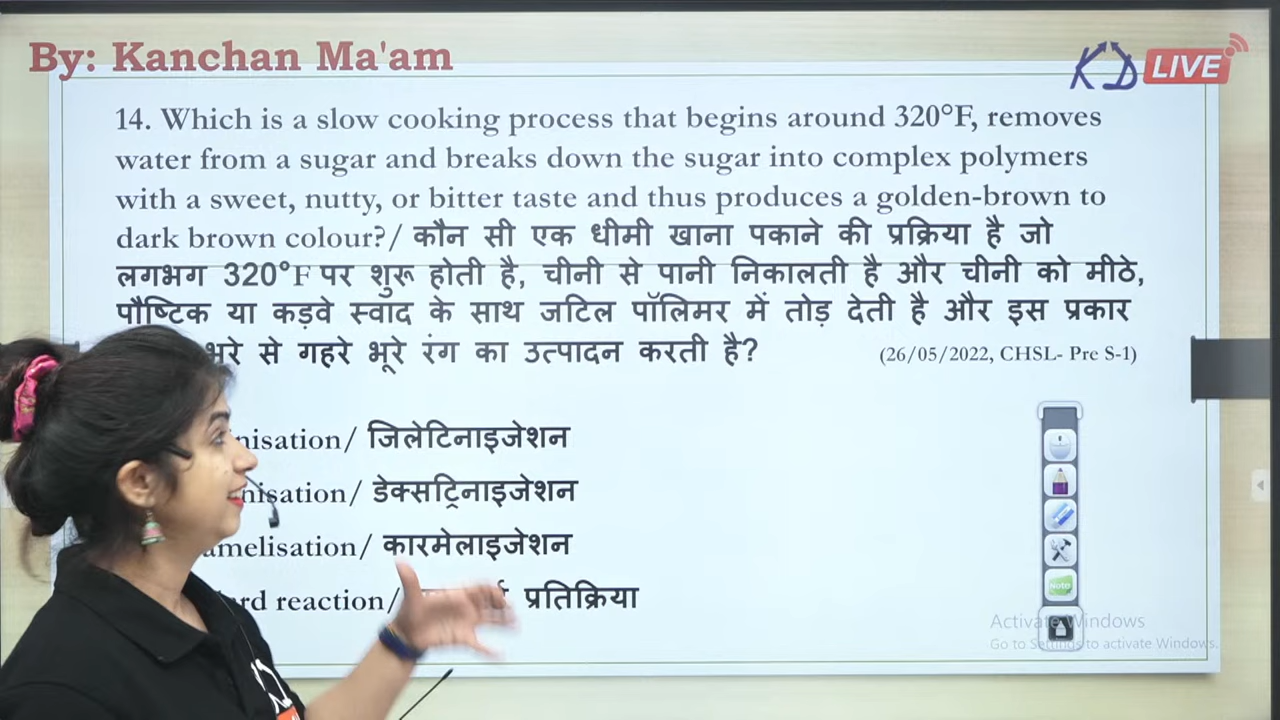 By: Kanchan Ma'am
KD LIVE
14. Which is a slow cooking process that begins around 320°F, removes
water from a sugar and breaks down the sugar into complex polymers
with a sweet, nutty, or bitter taste and thus produces a golden-brown to
dark brown colour?/ कौन सी एक धीमी खाना पकाने की प्रक्रिया है जो
लगभग 320°F पर शुरू होती है, चीनी से पानी निकालती है और चीनी को मीठे,
पौष्टिक या कड़वे स्वाद के साथ जटिल पॉलिमर में तोड़ देती है और इस प्रकार
भूरे से गहरे भूरे रंग का उत्पादन करती है?
(26/05/2022, CHSL- Pre S-1)
nisation/ जिलेटिनाइजेशन
nisation/ डेक्सट्रिनाइजेशन
amelisation/ कारमेलाइजेशन
rd reaction/ प्रतिक्रिया
Note
Activate Windows
Go to Settings to activate Windows.